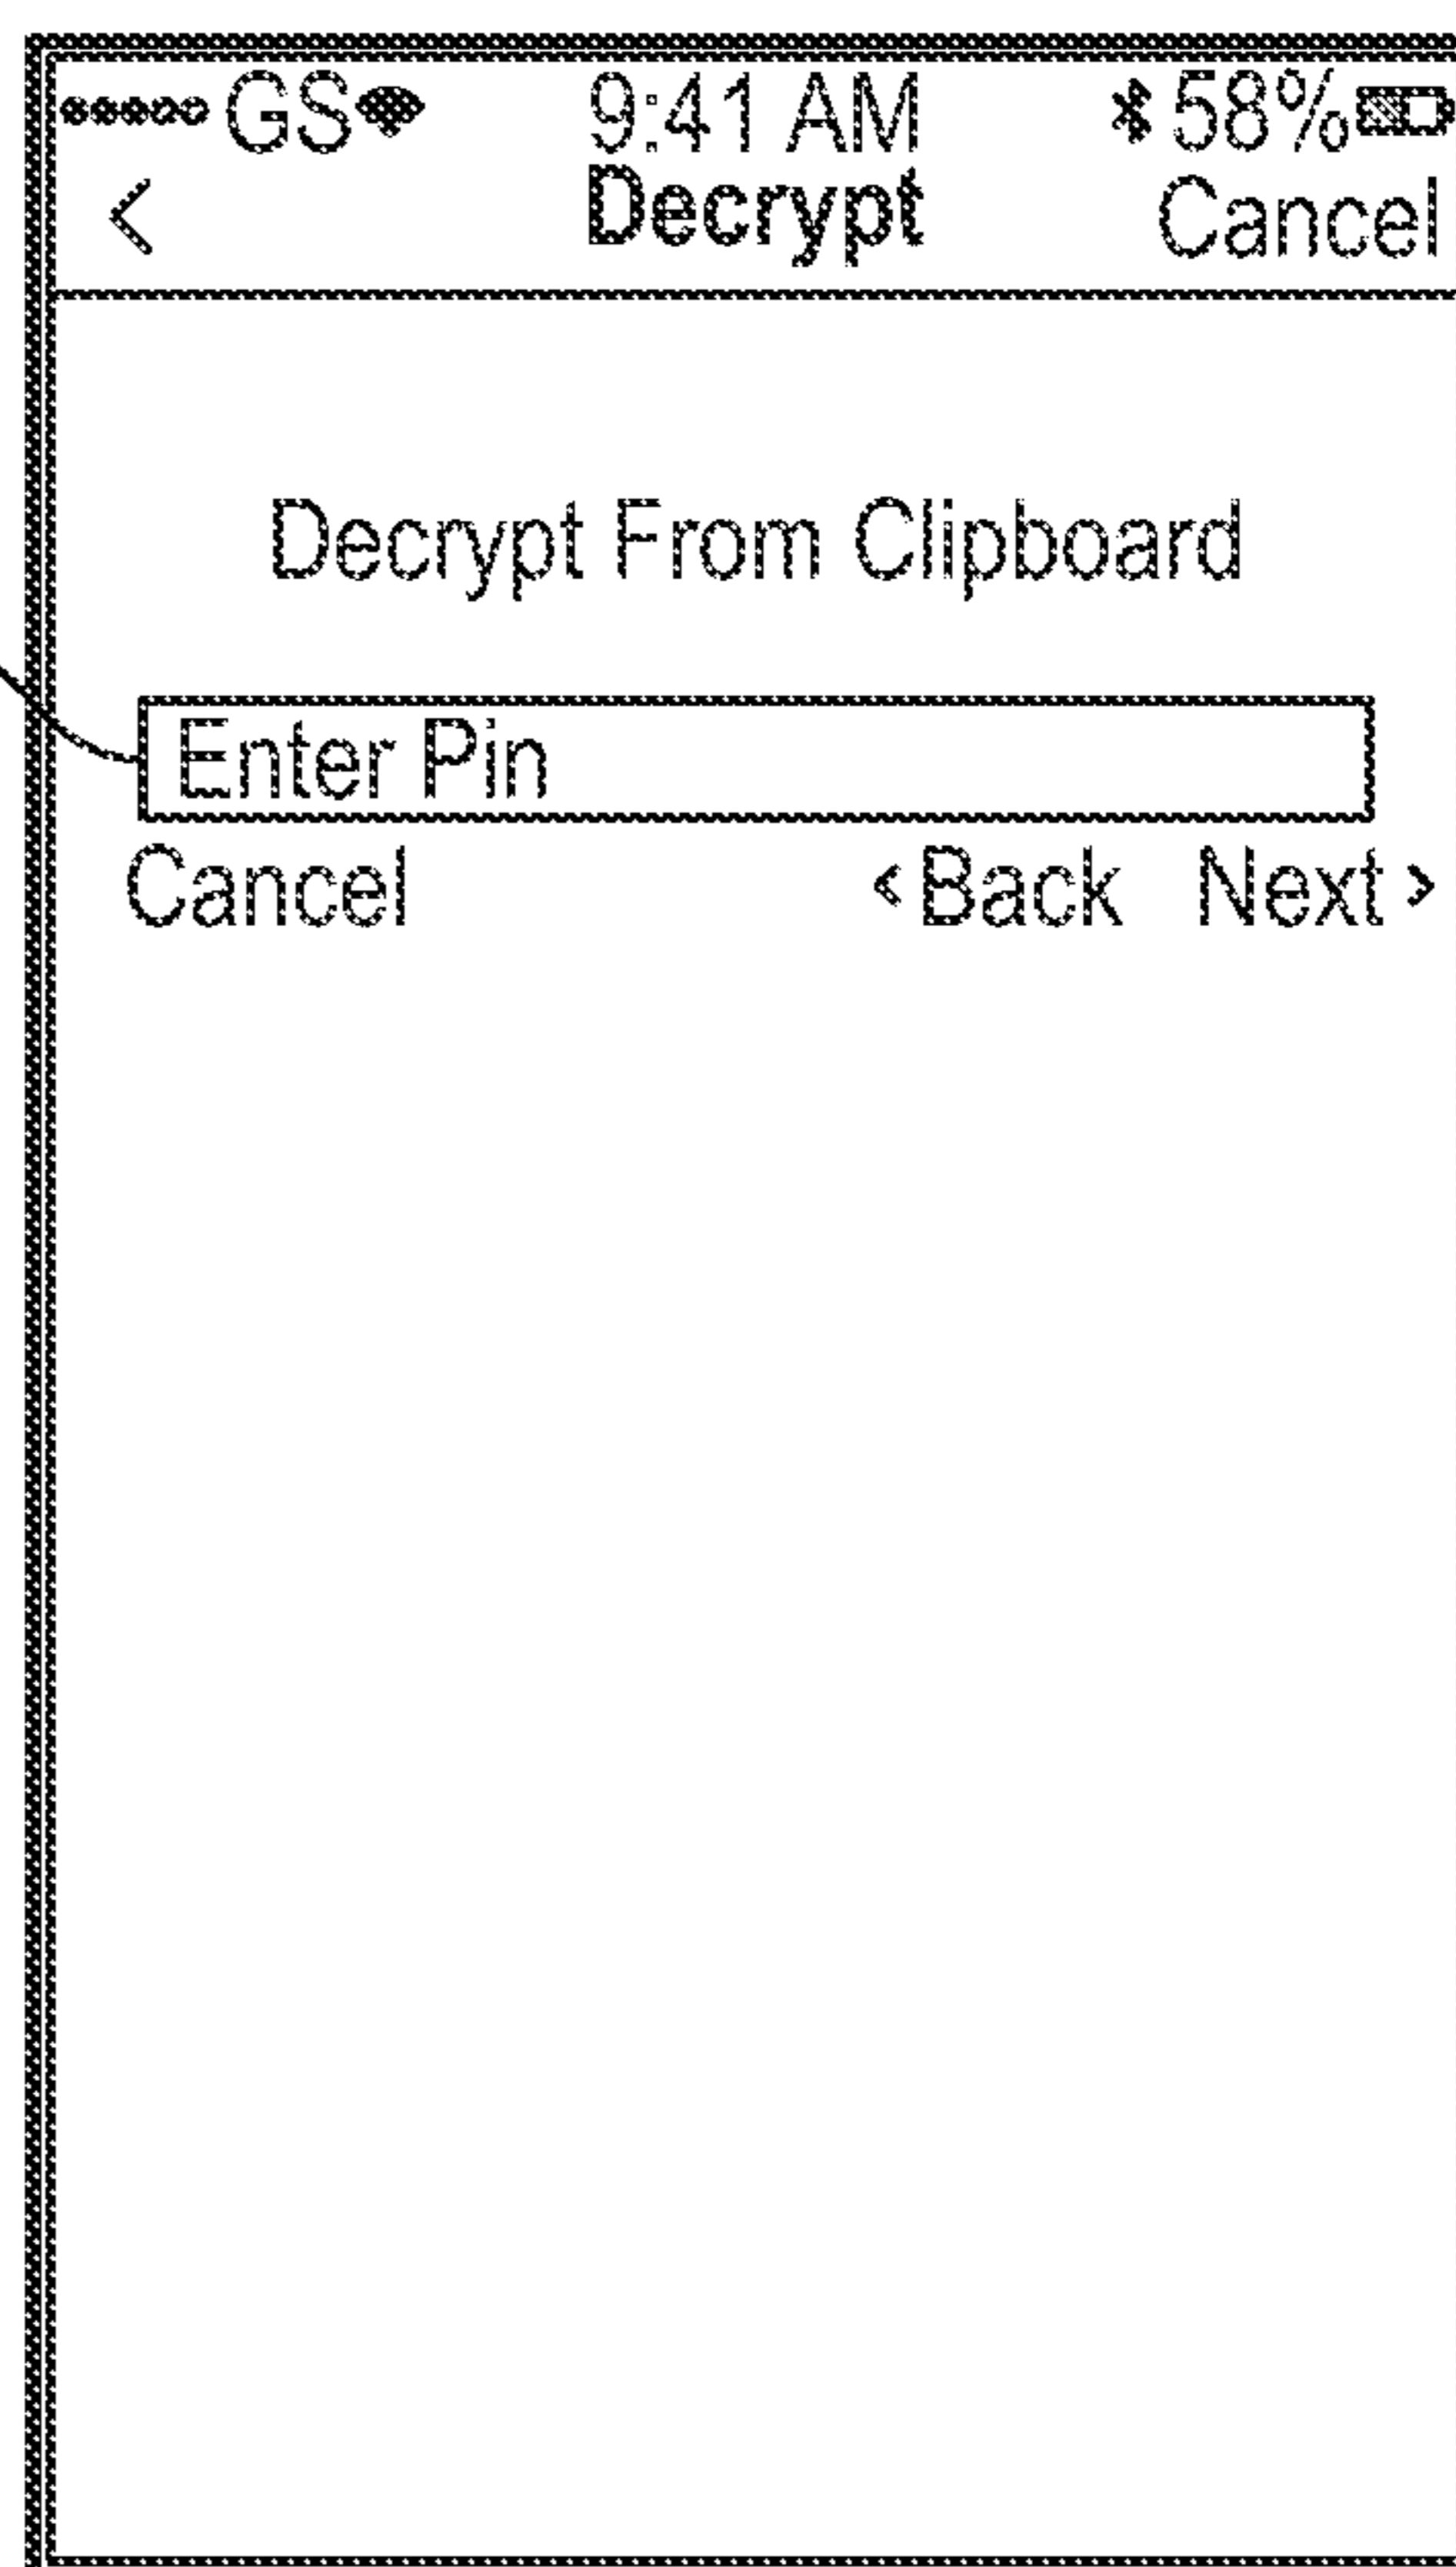 GS 9:41 AM 58%
< Decrypt Cancel
Decrypt From Clipboard
Enter Pin
Cancel <Back Next>